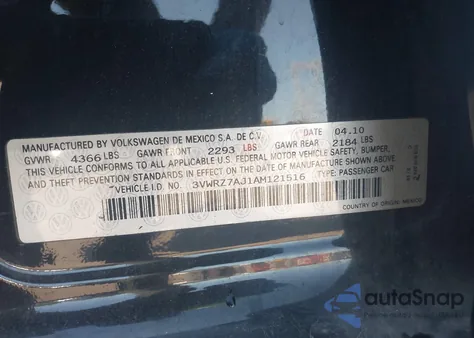 MANUFACTURED BY VOLKSWAGEN DE MEXICO S.A. DE C.V. DATE 04.10
GVWR 4366 LBS GAWR FRONT 2293 LBS GAWR REAR 2184 LBS
THIS VEHICLE CONFORMS TO ALL APPLICABLE U.S. FEDERAL MOTOR VEHICLE SAFETY, BUMPER,
AND THEFT PREVENTION STANDARDS IN EFFECT ON THE DATE OF MANUFACTURE SHOWN ABOVE.
VEHICLE I.D. NO. 3VWRZ7AJ1AM121516 TYPE: PASSENGER CAR
COUNTRY OF ORIGIN: MEXICO
autoSnap